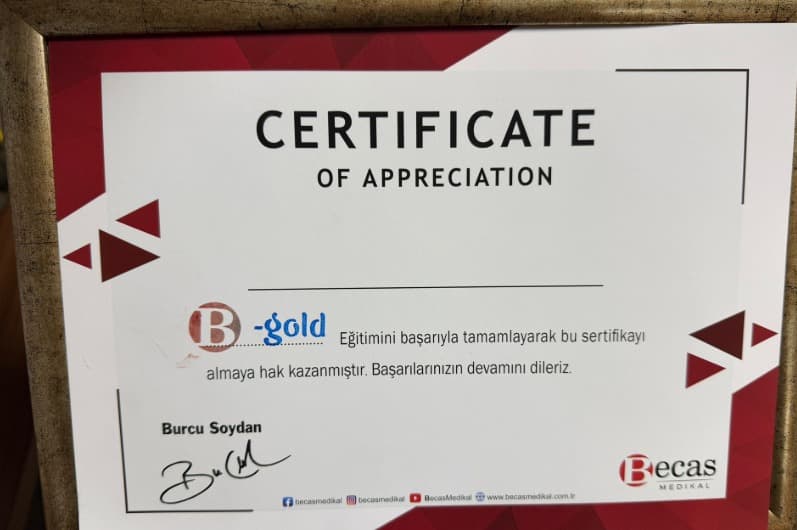 CERTIFICATE
OF APPRECIATION
B -gold Eğitimini başarıyla tamamlayarak bu sertifikayı
almaya hak kazanmıştır. Başarılarınızın devamını dileriz.
Burcu Soydan
Becas
MEDIKAL
becasmedikal becasmedikal BecasMedikal www.becasmedikal.com.tr